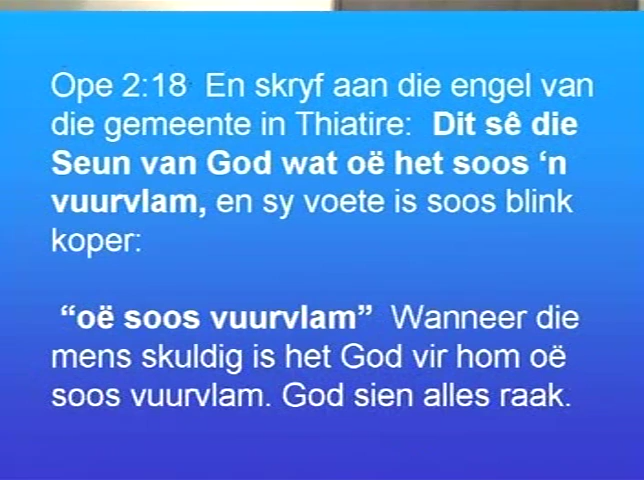 Ope 2:18  En skryf aan die engel van
die gemeente in Thiatire:  Dit sê die
Seun van God wat oë het soos ‘n
vuurvlam, en sy voete is soos blink
koper:
“oë soos vuurvlam”  Wanneer die
mens skuldig is het God vir hom oë
soos vuurvlam. God sien alles raak.